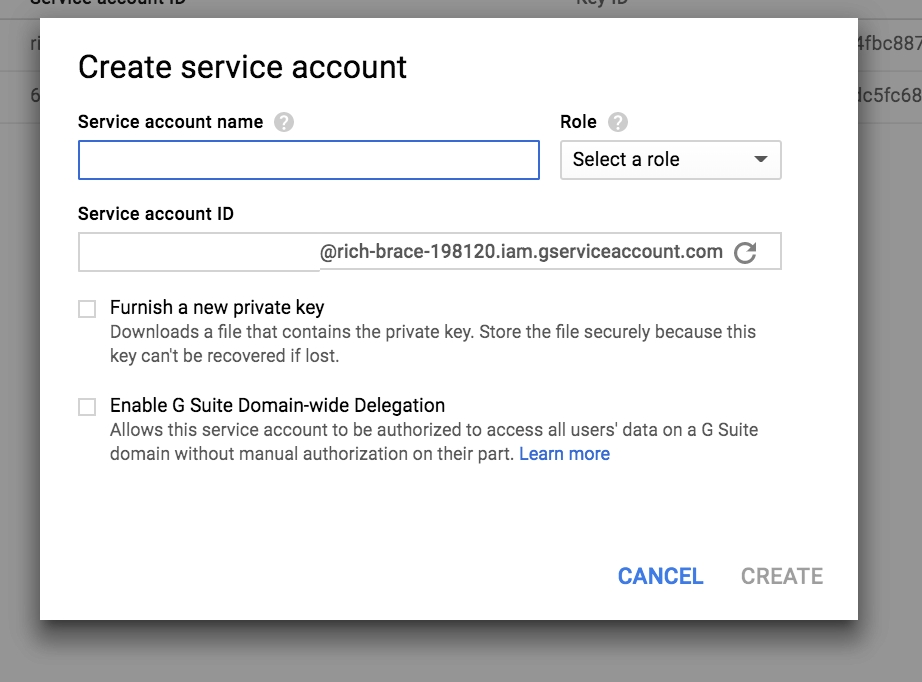 Service account ID Key ID
4fbc887
dc5fc68
Create service account
Service account name ? Role ?
Select a role
Service account ID
@rich-brace-198120.iam.gserviceaccount.com
Furnish a new private key
Downloads a file that contains the private key. Store the file securely because this
key can't be recovered if lost.
Enable G Suite Domain-wide Delegation
Allows this service account to be authorized to access all users' data on a G Suite
domain without manual authorization on their part. Learn more
CANCEL CREATE